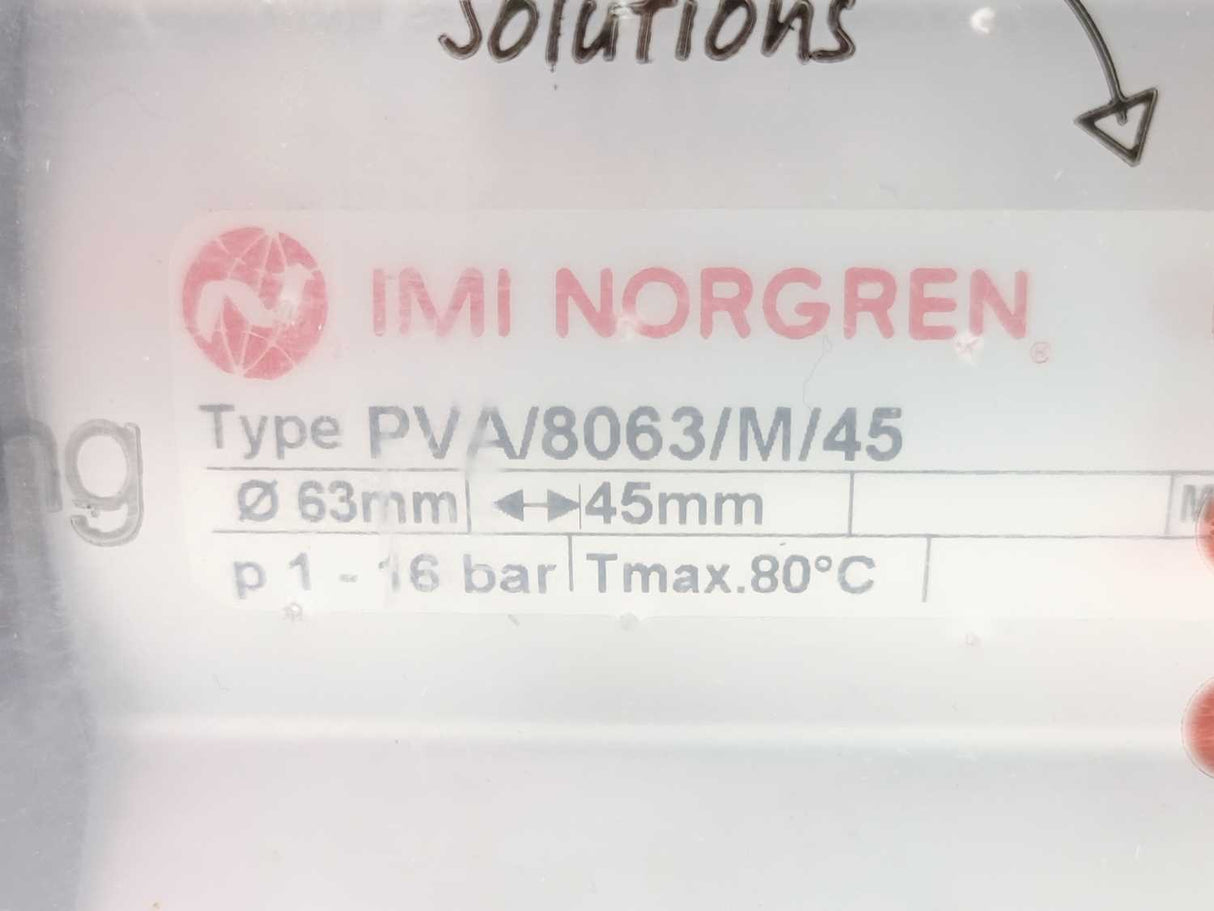 solutions
IMI NORGREN®
Type PVA/8063/M/45
Ø 63mm 45mm
p 1 - 16 bar Tmax.80°C